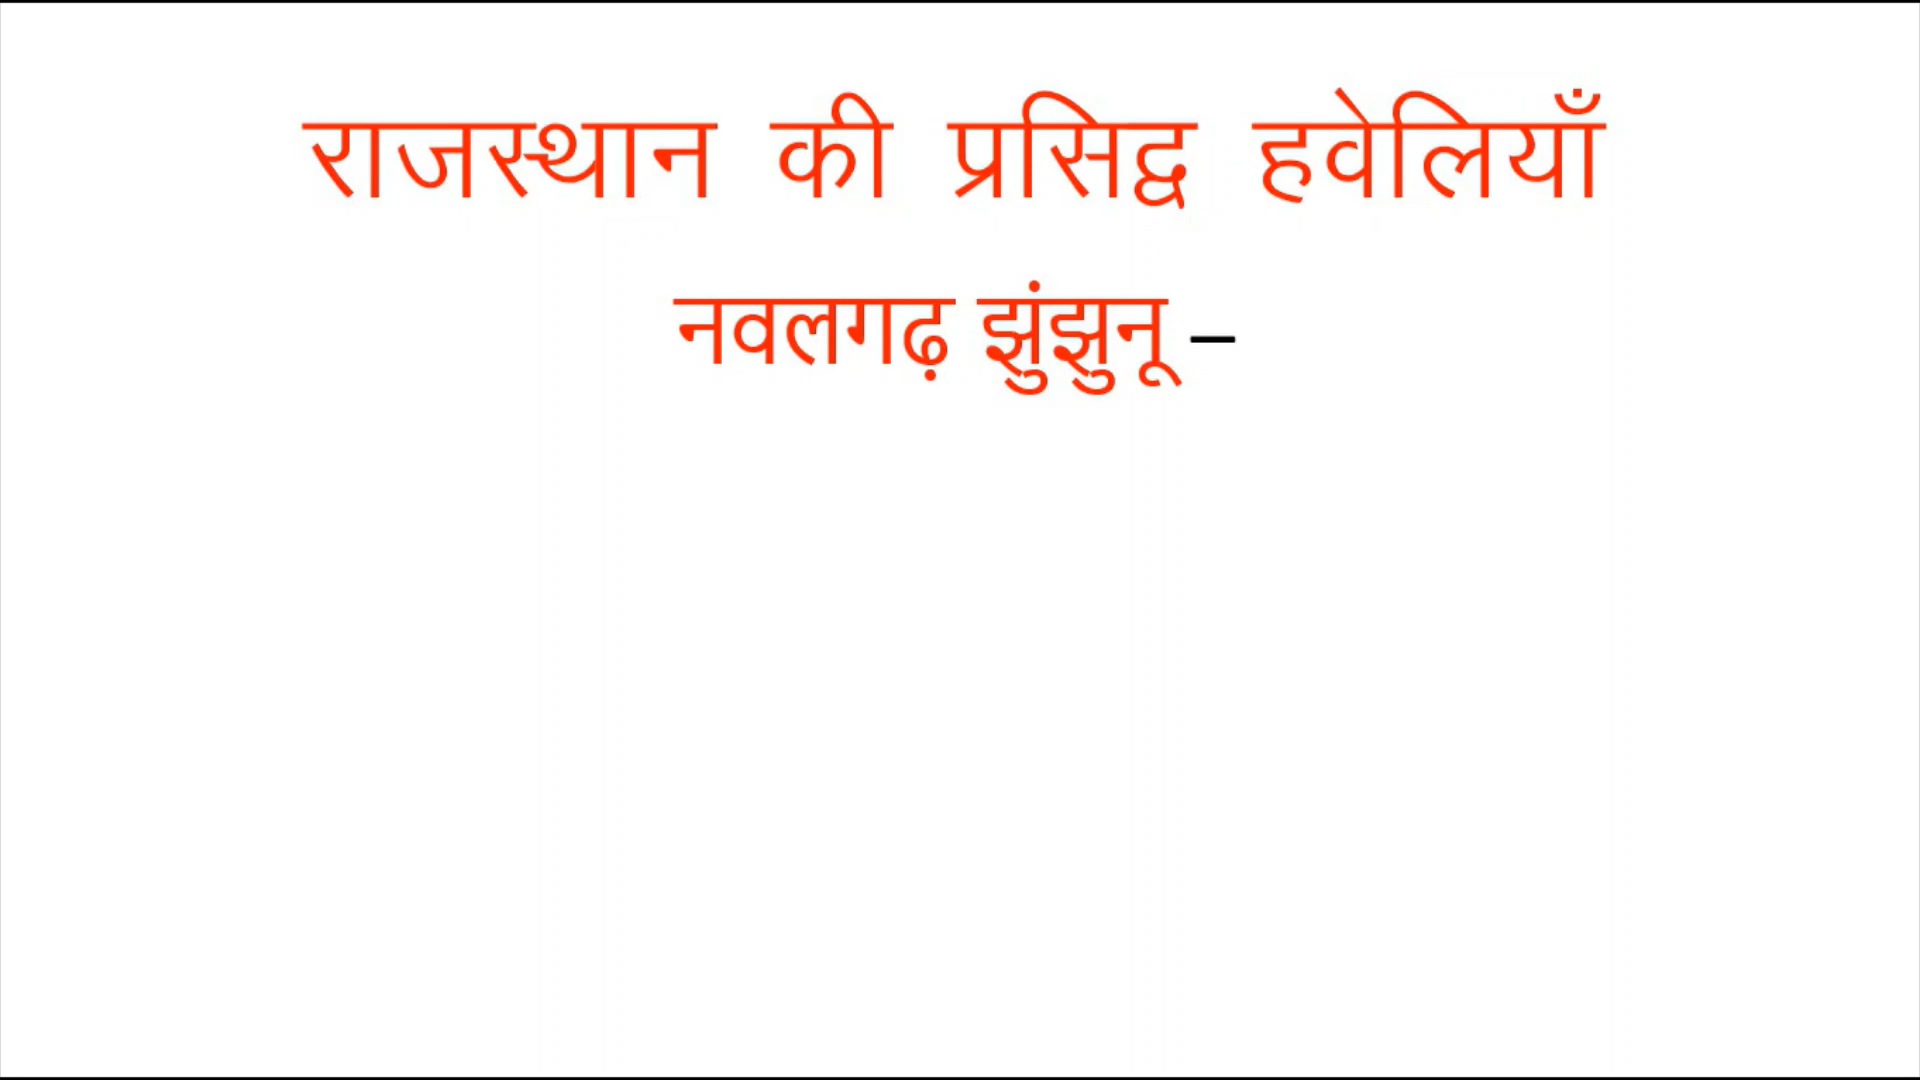 राजस्थान की प्रसिद्व हवेलियाँ
नवलगढ़ झुंझुनू –